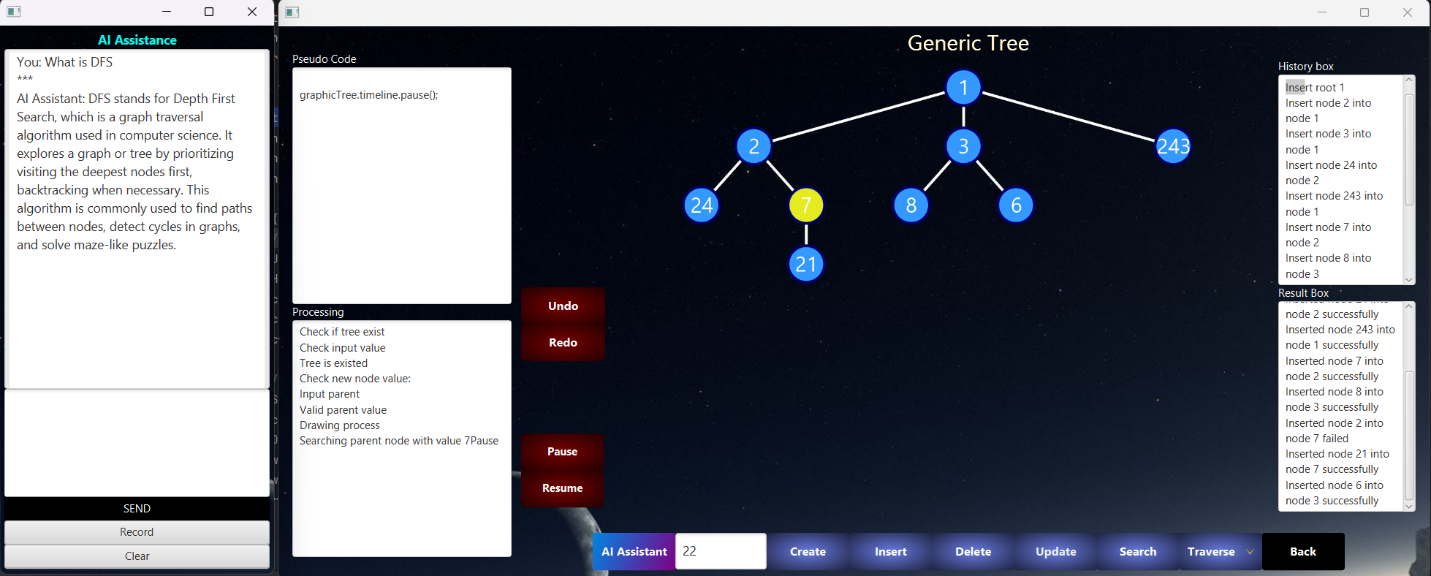 AI Assistance
You: What is DFS
***
AI Assistant: DFS stands for Depth First
Search, which is a graph traversal
algorithm used in computer science. It
explores a graph or tree by prioritizing
visiting the deepest nodes first,
backtracking when necessary. This
algorithm is commonly used to find paths
between nodes, detect cycles in graphs,
and solve maze-like puzzles.
SEND
Record
Clear
Generic Tree
Pseudo Code
graphicTree.timeline.pause();
Processing
Check if tree exist
Check input value
Tree is existed
Check new node value:
Input parent
Valid parent value
Drawing process
Searching parent node with value 7Pause
Undo
Redo
Pause
Resume
1
2
3
243
24
7
8
6
21
History box
Insert root 1
Insert node 2 into
node 1
Insert node 3 into
node 1
Insert node 24 into
node 2
Insert node 243 into
node 1
Insert node 7 into
node 2
Insert node 8 into
node 3
Result Box
node 2 successfully
Inserted node 243 into
node 1 successfully
Inserted node 7 into
node 2 successfully
Inserted node 8 into
node 3 successfully
Inserted node 2 into
node 7 failed
Inserted node 21 into
node 7 successfully
Inserted node 6 into
node 3 successfully
AI Assistant
22
Create
Insert
Delete
Update
Search
Traverse
Back